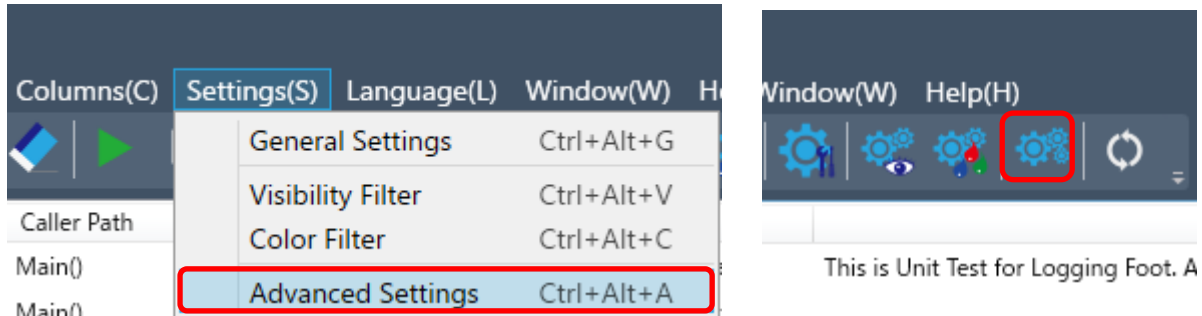 Columns(C) Settings(S) Language(L) Window(W)
General Settings Ctrl+Alt+G
Visibility Filter Ctrl+Alt+V
Color Filter Ctrl+Alt+C
Advanced Settings Ctrl+Alt+A
Caller Path
Main()
Main()
Window(W) Help(H)
This is Unit Test for Logging Foot. A